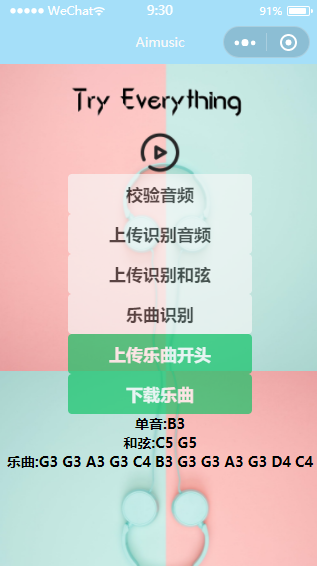 WeChat 9:30 91%
Aimusic
Try Everything
校验音频
上传识别音频
上传识别和弦
乐曲识别
上传乐曲开头
下载乐曲
单音:B3
和弦:C5 G5
乐曲:G3 G3 A3 G3 C4 B3 G3 G3 A3 G3 D4 C4